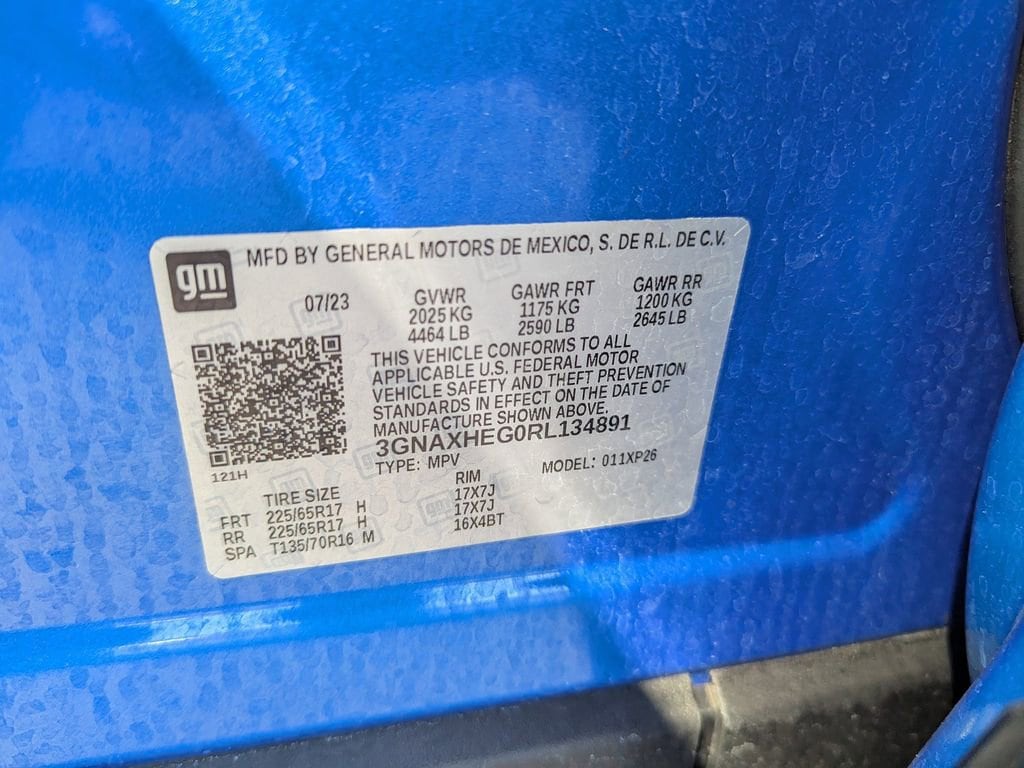 gm
MFD BY GENERAL MOTORS DE MEXICO, S. DE R.L. DE C.V.
07/23 GVWR GAWR FRT GAWR RR
2025 KG 1175 KG 1200 KG
4464 LB 2590 LB 2645 LB
THIS VEHICLE CONFORMS TO ALL
APPLICABLE U.S. FEDERAL MOTOR
VEHICLE SAFETY AND THEFT PREVENTION
STANDARDS IN EFFECT ON THE DATE OF
MANUFACTURE SHOWN ABOVE.
3GNAXHEG0RL134891
121H TYPE: MPV MODEL: 011XP26
TIRE SIZE RIM
FRT 225/65R17 H 17X7J
RR 225/65R17 H 17X7J
SPA T135/70R16 M 16X4BT